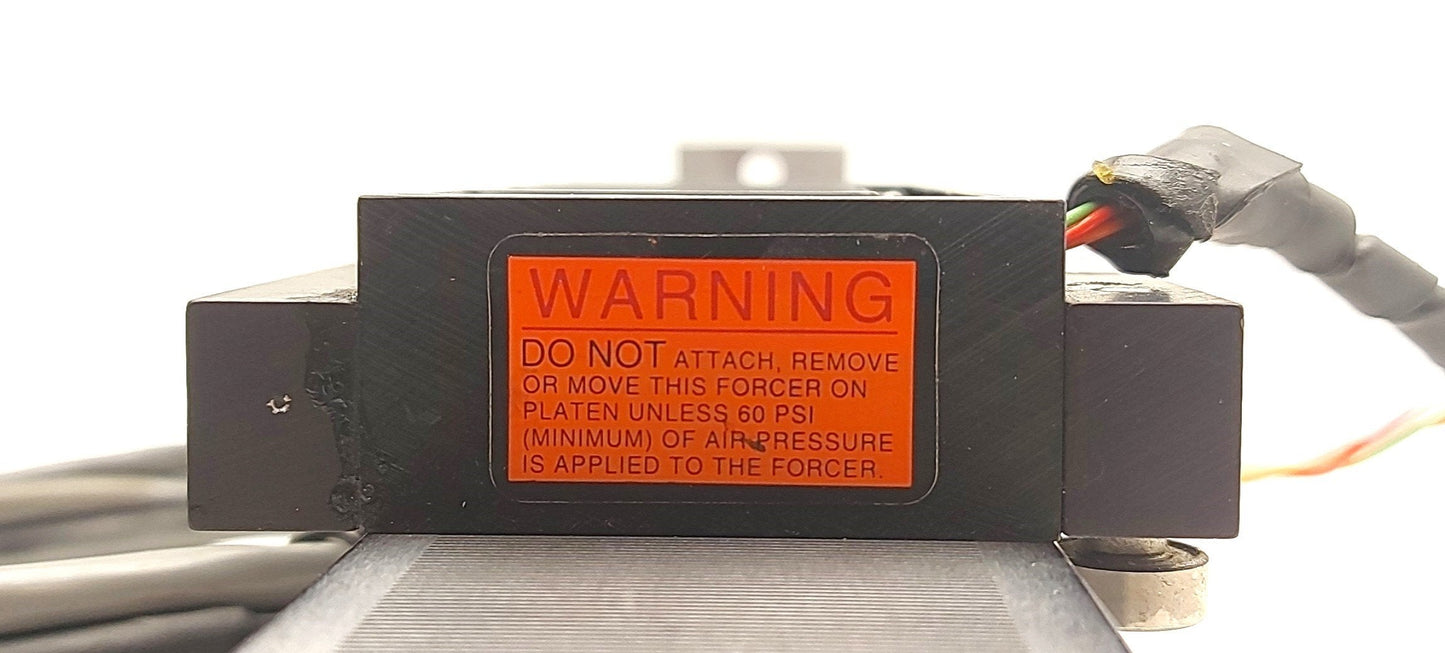 WARNING
DO NOT ATTACH, REMOVE
OR MOVE THIS FORCER ON
PLATEN UNLESS 60 PSI
(MINIMUM) OF AIR PRESSURE
IS APPLIED TO THE FORCER.